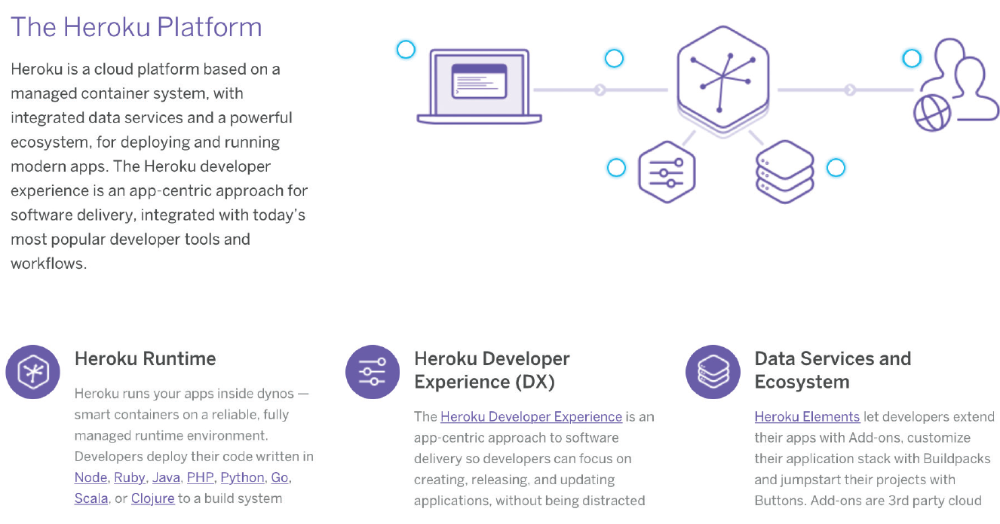 The Heroku Platform
Heroku is a cloud platform based on a
managed container system, with
integrated data services and a powerful
ecosystem, for deploying and running
modern apps. The Heroku developer
experience is an app-centric approach for
software delivery, integrated with today’s
most popular developer tools and
workflows.
Heroku Runtime
Heroku runs your apps inside dynos —
smart containers on a reliable, fully
managed runtime environment.
Developers deploy their code written in
Node, Ruby, Java, PHP, Python, Go,
Scala, or Clojure to a build system
Heroku Developer
Experience (DX)
The Heroku Developer Experience is an
app-centric approach to software
delivery so developers can focus on
creating, releasing, and updating
applications, without being distracted
Data Services and
Ecosystem
Heroku Elements let developers extend
their apps with Add-ons, customize
their application stack with Buildpacks
and jumpstart their projects with
Buttons. Add-ons are 3rd party cloud